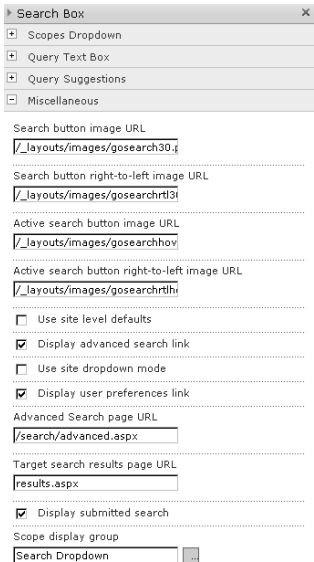 Search Box
Scopes Dropdown
Query Text Box
Query Suggestions
Miscellaneous
Search button image URL
/_layouts/images/gosearch30.p
Search button right-to-left image URL
/_layouts/images/gosearchrtl30
Active search button image URL
/_layouts/images/gosearchhov
Active search button right-to-left image URL
/_layouts/images/gosearchrtlho
Use site level defaults
Display advanced search link
Use site dropdown mode
Display user preferences link
Advanced Search page URL
/search/advanced.aspx
Target search results page URL
results.aspx
Display submitted search
Scope display group
Search Dropdown
...